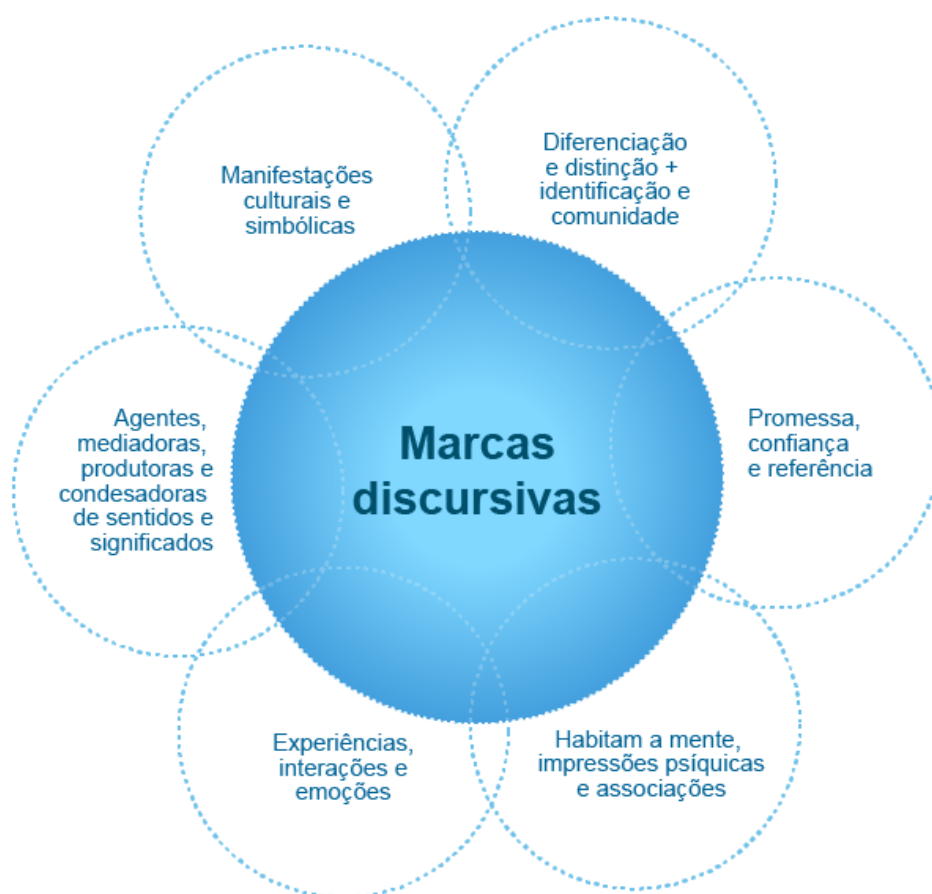 Manifestações
culturais e
simbólicas
Diferenciação
e distinção +
identificação e
comunidade
Promessa,
confiança
e referência
Habitam a mente,
impressões psíquicas
e associações
Experiências,
interações e
emoções
Agentes,
mediadoras,
produtoras e
condesadoras
de sentidos e
significados
Marcas
discursivas